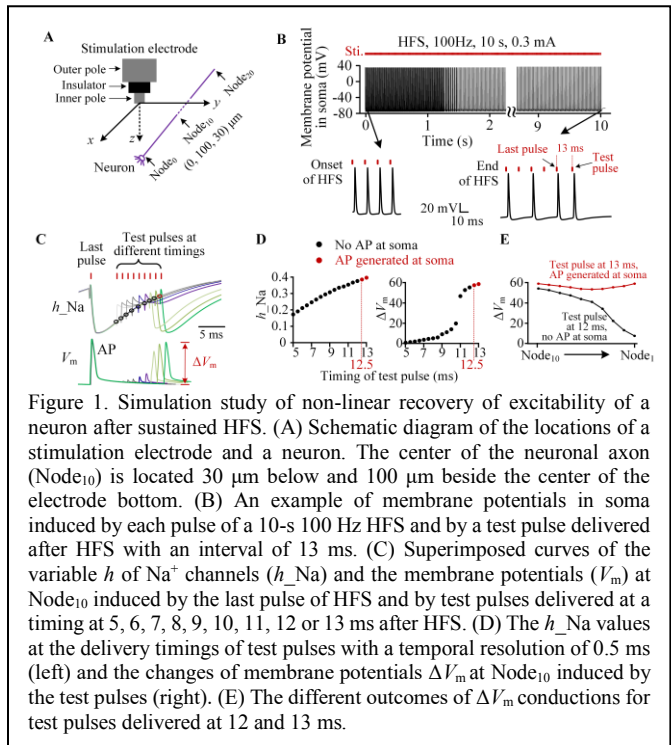 A
Stimulation electrode
Outer pole
Insulator
Inner pole
x
y
z
Neuron
Node0
Node10
(0, 100, 30) μm
Node20
B
HFS, 100Hz, 10 s, 0.3 mA
Sti.
Membrane potential
in soma (mV)
40
0
-40
-80
0 1 2 9 10
Time (s)
Onset
of HFS
20 mV
10 ms
End
of HFS
Last pulse
13 ms
Test
pulse
C
Last
pulse
Test pulses at
different timings
h_Na
5 ms
Vm
AP
ΔVm
D
No AP at soma
AP generated at soma
h_Na
0.4
0.2
0
5 7 9 11 13
12.5
ΔVm
60
40
20
0
5 7 9 11 13
12.5
Timing of test pulse (ms)
E
Test pulse at 13 ms,
AP generated at soma
ΔVm
60
40
20
0
Test pulse
at 12 ms,
no AP at soma
Node10
Node1
Figure 1. Simulation study of non-linear recovery of excitability of a
neuron after sustained HFS. (A) Schematic diagram of the locations of a
stimulation electrode and a neuron. The center of the neuronal axon
(Node10) is located 30 μm below and 100 μm beside the center of the
electrode bottom. (B) An example of membrane potentials in soma
induced by each pulse of a 10-s 100 Hz HFS and by a test pulse delivered
after HFS with an interval of 13 ms. (C) Superimposed curves of the
variable h of Na+ channels (h_Na) and the membrane potentials (Vm) at
Node10 induced by the last pulse of HFS and by test pulses delivered at a
timing at 5, 6, 7, 8, 9, 10, 11, 12 or 13 ms after HFS. (D) The h_Na values
at the delivery timings of test pulses with a temporal resolution of 0.5 ms
(left) and the changes of membrane potentials ΔVm at Node10 induced by
the test pulses (right). (E) The different outcomes of ΔVm conductions for
test pulses delivered at 12 and 13 ms.